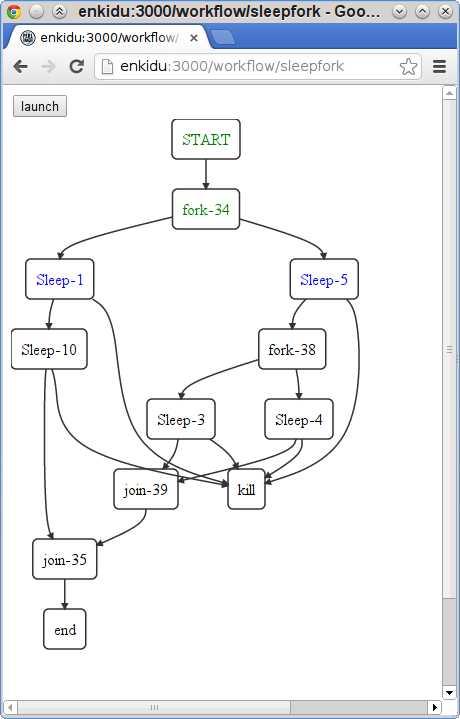 enkidu:3000/workflow/sleepfork - Goo...
enkidu:3000/workflow/
enkidu:3000/workflow/sleepfork
launch
START
fork-34
Sleep-1
Sleep-5
Sleep-10
fork-38
Sleep-3
Sleep-4
join-39
kill
join-35
end